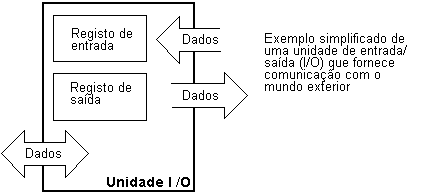 Registo de
entrada
Dados
Registo de
saída
Dados
Dados
Unidade I /O
Exemplo simplificado de
uma unidade de entrada/
saída (I/O) que fornece
comunicação com o
mundo exterior